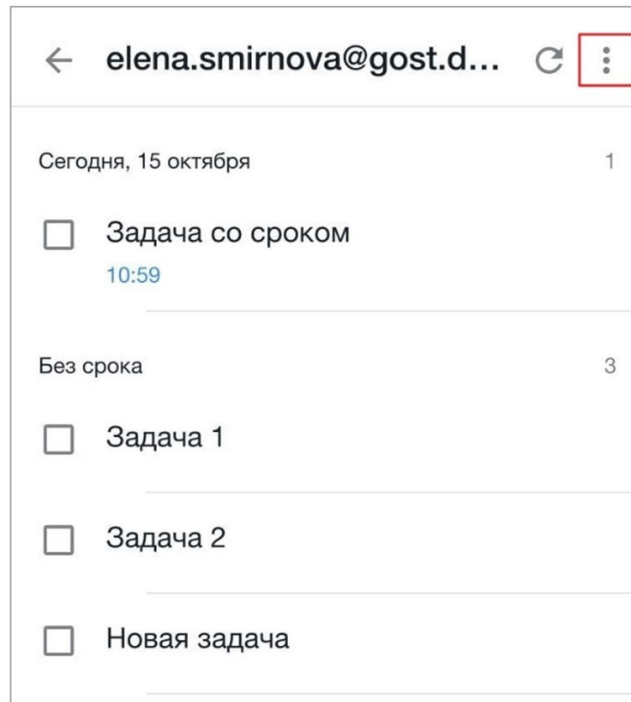 elena.smirnova@gost.d...
Сегодня, 15 октября 1
Задача со сроком
10:59
Без срока 3
Задача 1
Задача 2
Новая задача